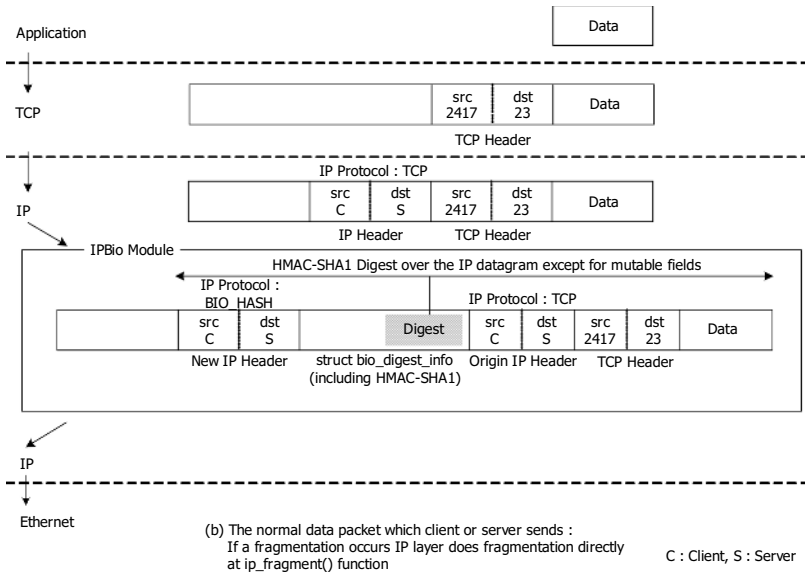 Application
Data
TCP
src dst Data
2417 23
TCP Header
IP Protocol : TCP
IP
src dst src dst Data
C S 2417 23
IP Header TCP Header
IPBio Module
HMAC-SHA1 Digest over the IP datagram except for mutable fields
IP Protocol :
BIO_HASH
IP Protocol : TCP
src dst Digest src dst src dst Data
C S C S 2417 23
New IP Header struct bio_digest_info Origin IP Header TCP Header
(including HMAC-SHA1)
IP
Ethernet
(b) The normal data packet which client or server sends :
If a fragmentation occurs IP layer does fragmentation directly
at ip_fragment() function
C : Client, S : Server